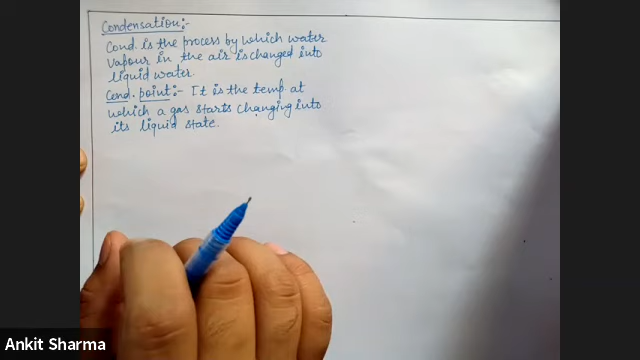 Condensation:-
Cond. is the process by which water
vapour in the air is changed into
liquid water.
Cond. point:- It is the temp at
which a gas starts changing into
its liquid state.
Ankit Sharma